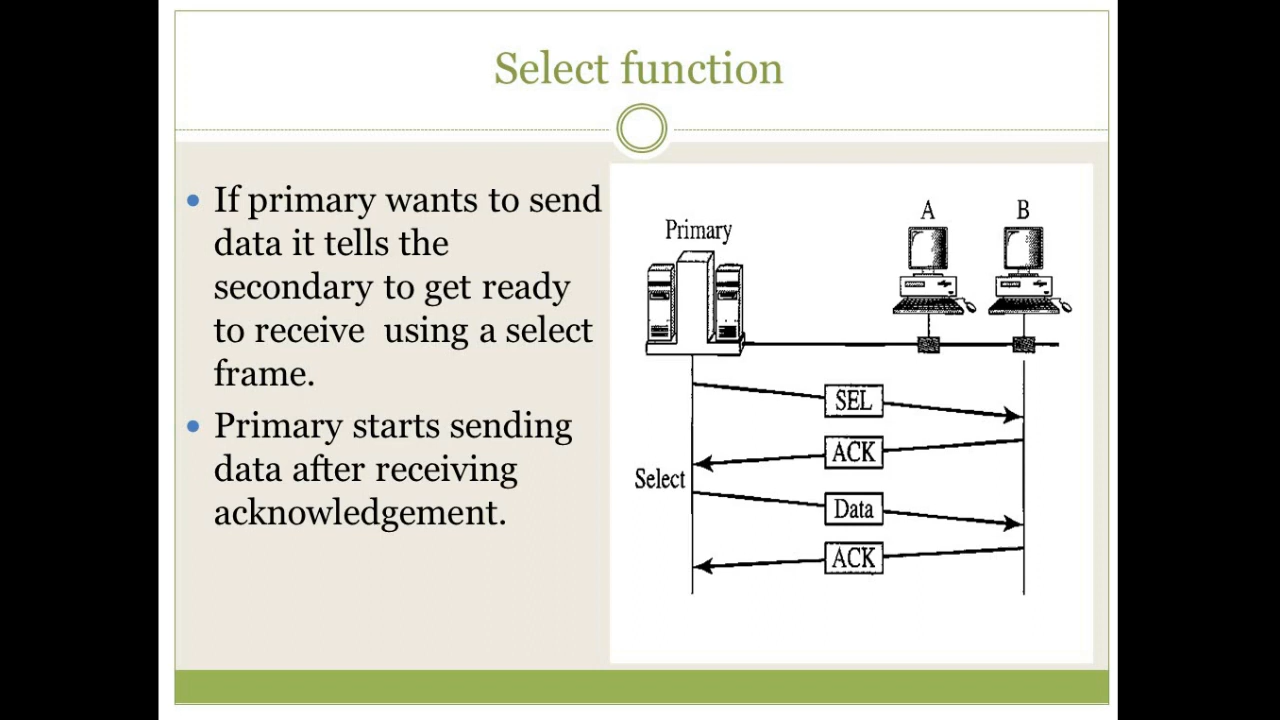 Select function
If primary wants to send
data it tells the
secondary to get ready
to receive using a select
frame.
Primary starts sending
data after receiving
acknowledgement.
Primary
A
B
SEL
ACK
Select
Data
ACK